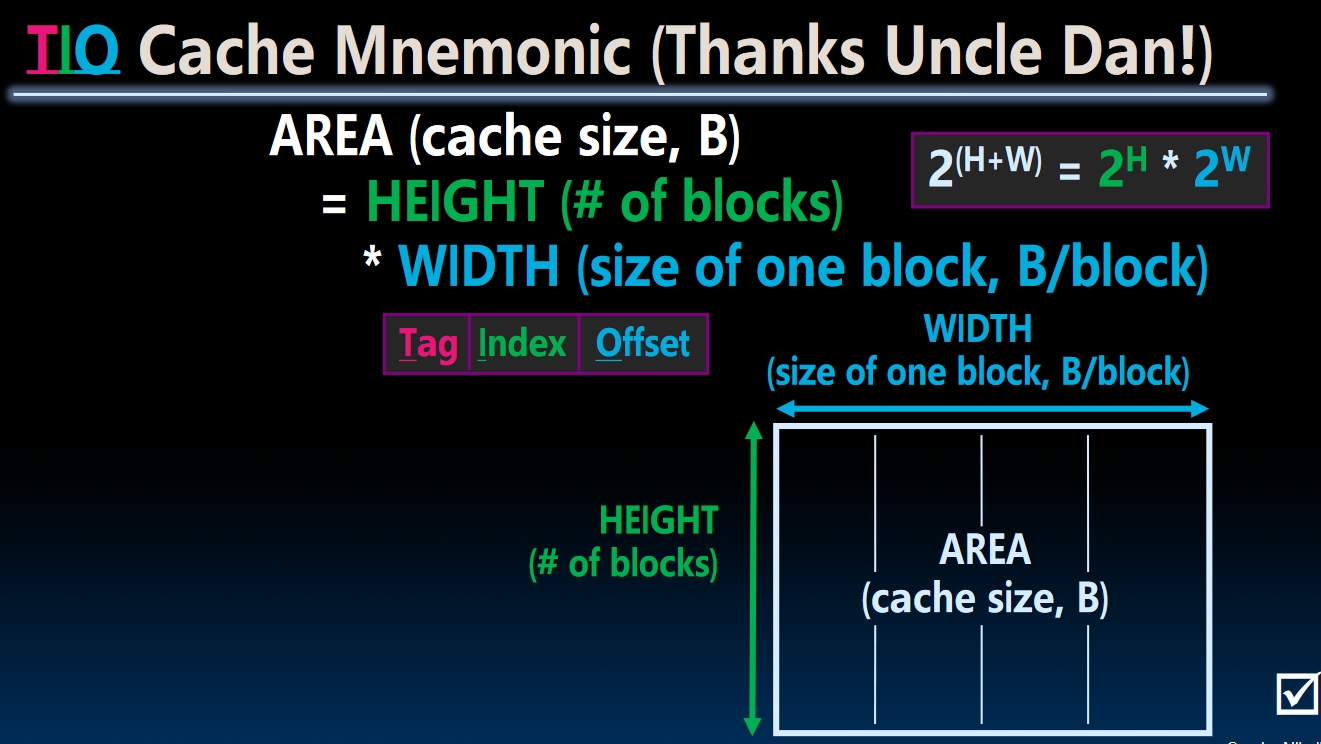 TIO Cache Mnemonic (Thanks Uncle Dan!)
AREA (cache size, B)
= HEIGHT (# of blocks)
* WIDTH (size of one block, B/block)
2^(H+W) = 2^H * 2^W
Tag Index Offset
WIDTH
(size of one block, B/block)
HEIGHT
(# of blocks)
AREA
(cache size, B)